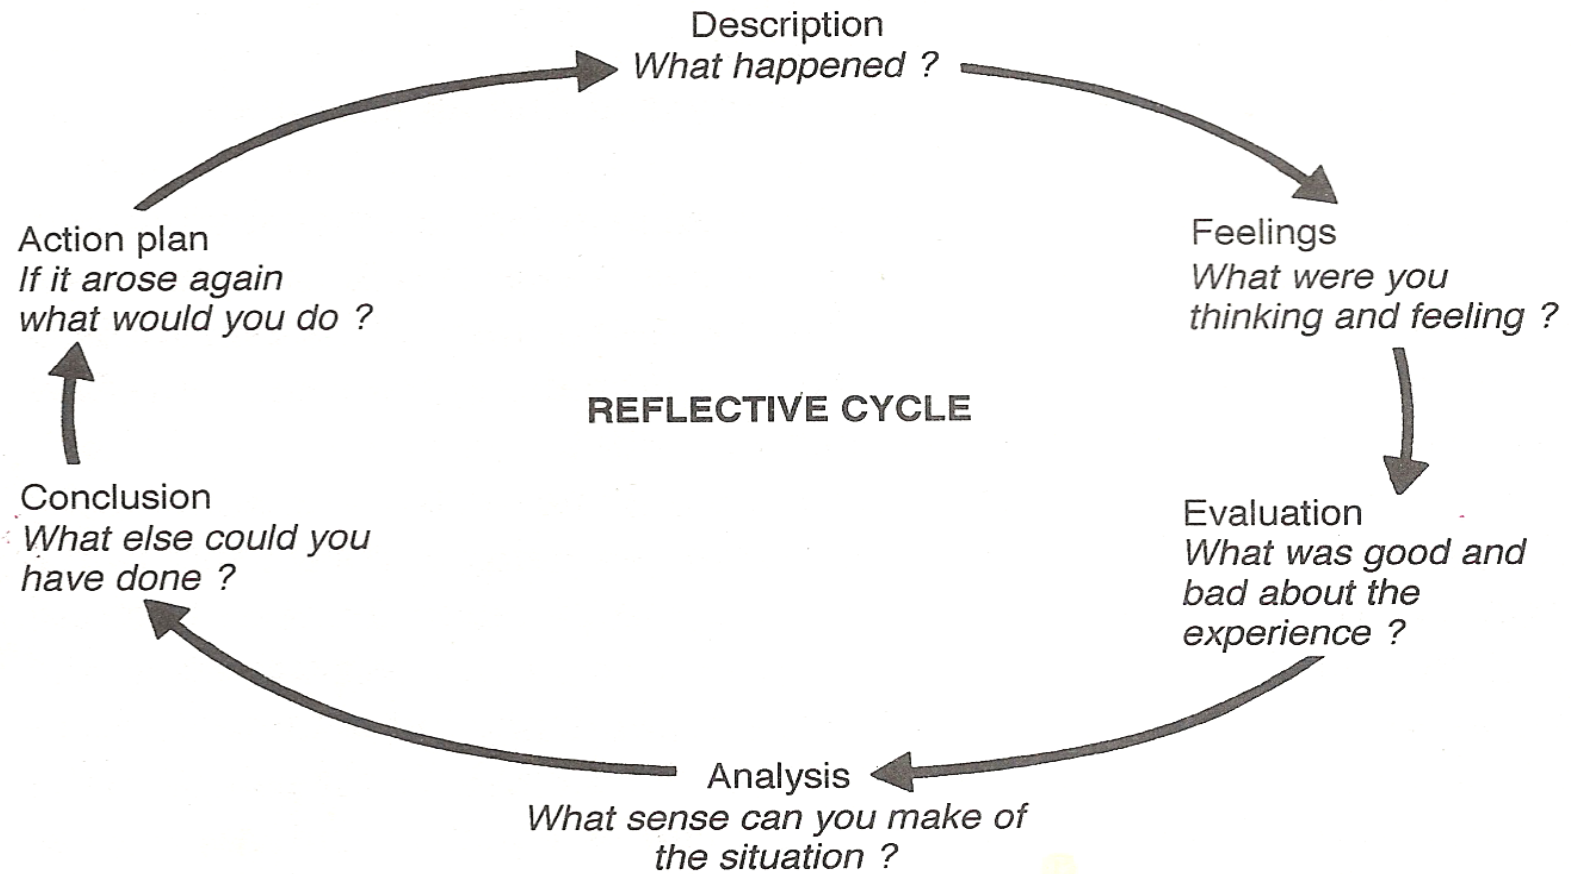 Description
What happened ?
Feelings
What were you
thinking and feeling ?
Evaluation
What was good and
bad about the
experience ?
Analysis
What sense can you make of
the situation ?
Conclusion
What else could you
have done ?
Action plan
If it arose again
what would you do ?
REFLECTIVE CYCLE